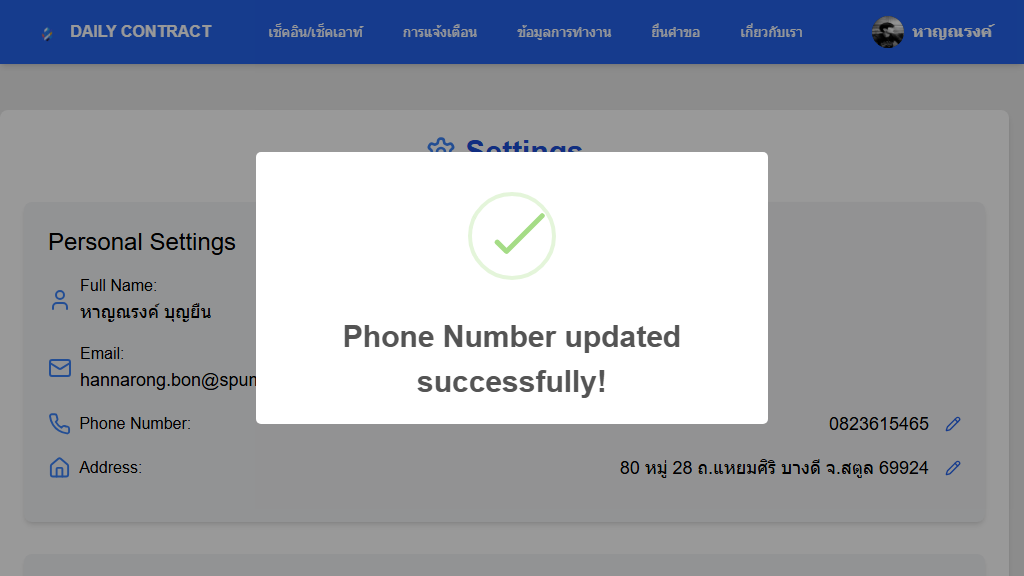 DAILY CONTRACT
เช็คอิน/เช็คเอาท์
การแจ้งเตือน
ข้อมูลการทำงาน
ยื่นคำขอ
เกี่ยวกับเรา
หาญณรงค์
Settings
Personal Settings
Full Name:
หาญณรงค์ บุญยืน
Email:
hannarong.bon@spum
Phone Number updated
successfully!
Phone Number:
0823615465
Address:
80 หมู่ 28 ถ.แหยมศิริ บางดี จ.สตูล 69924